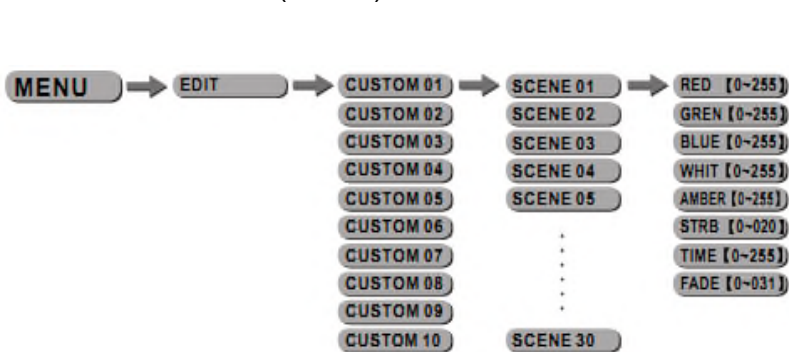 MENU EDIT CUSTOM 01 SCENE 01 RED 【0~255】
CUSTOM 02 SCENE 02 GREN【0~255】
CUSTOM 03 SCENE 03 BLUE【0~255】
CUSTOM 04 SCENE 04 WHIT【0~255】
CUSTOM 05 SCENE 05 AMBER【0~255】
CUSTOM 06 STRB 【0~020】
CUSTOM 07 TIME【0~255】
CUSTOM 08 FADE【0~031】
CUSTOM 09
CUSTOM 10 SCENE 30